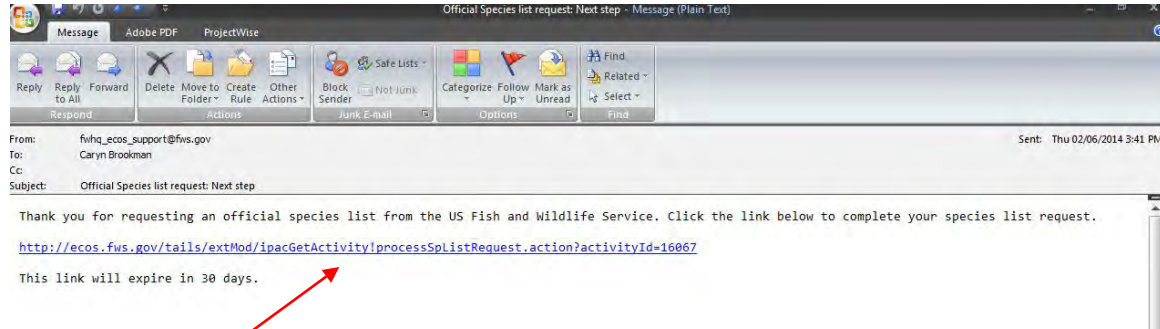 Official Species list request: Next step - Message (Plain Text)
Message Adobe PDF ProjectWise
Reply Reply to All Forward Delete Move to Folder Create Rule Other Actions Block Sender Safe Lists Not Junk Categorize Follow Up Mark as Unread Find Related Select
Respond Actions Junk E-mail Options Find
From: fwhq_ecos_support@fws.gov Sent: Thu 02/06/2014 3:41 PM
To: Caryn Brookman
Cc:
Subject: Official Species list request: Next step
Thank you for requesting an official species list from the US Fish and Wildlife Service. Click the link below to complete your species list request.
http://ecos.fws.gov/tails/extMod/ipacGetActivity!processSpListRequest.action?activityId=16067
This link will expire in 30 days.